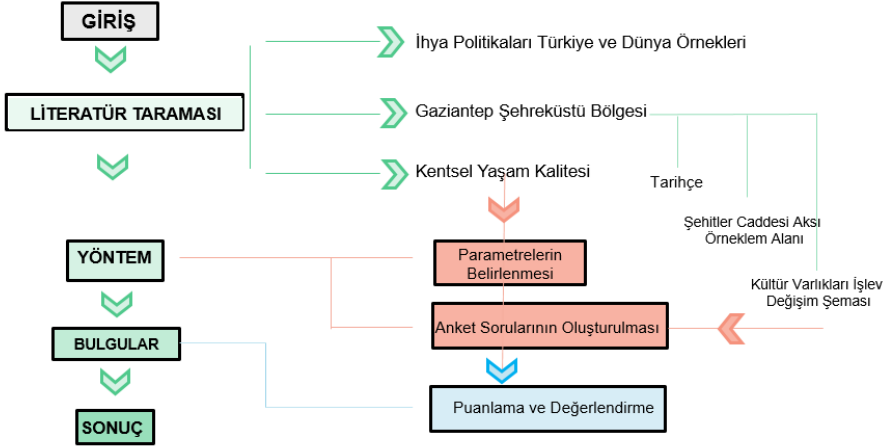 GİRİŞ
İhya Politikaları Türkiye ve Dünya Örnekleri
LİTERATÜR TARAMASI
Gaziantep Şehreküstü Bölgesi
Kentsel Yaşam Kalitesi
Tarihçe
Şehitler Caddesi Aksı
Örneklem Alanı
YÖNTEM
Parametrelerin
Belirlenmesi
Kültür Varlıkları İşlev
Değişim Şeması
Anket Sorularının Oluşturulması
BULGULAR
Puanlama ve Değerlendirme
SONUÇ